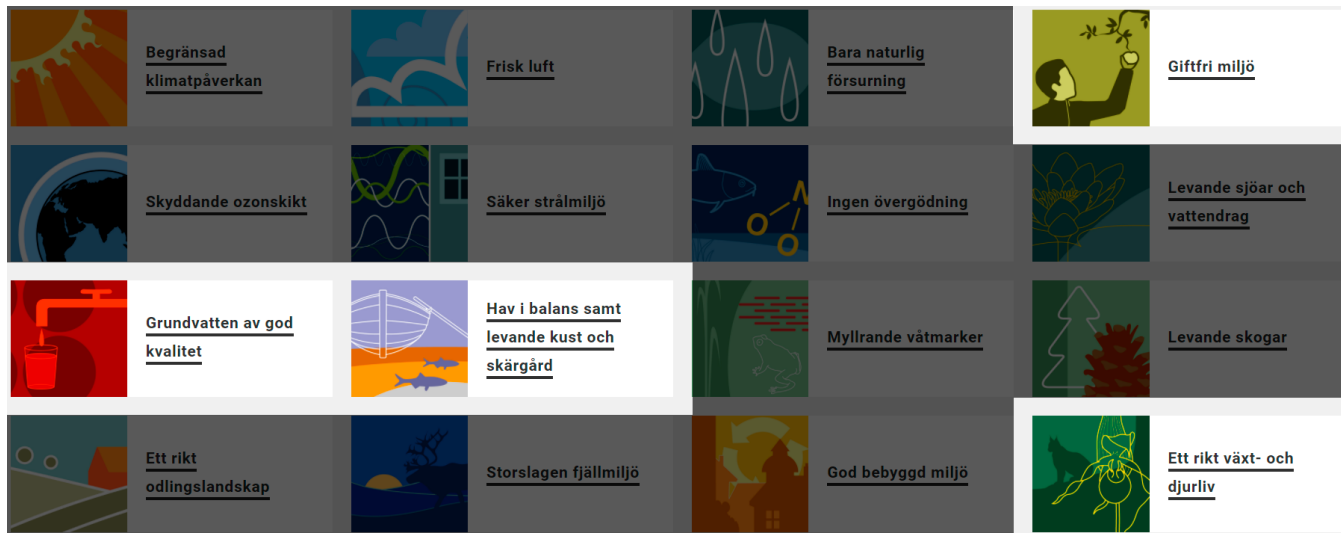 Begränsad
klimatpåverkan
Frisk luft
Bara naturlig
försurning
Giftfri miljö
Skyddande ozonskikt
Säker strålmiljö
N
O
O
Ingen övergödning
Levande sjöar och
vattendrag
Grundvatten av god
kvalitet
Hav i balans samt
levande kust och
skärgård
Myllrande våtmarker
Levande skogar
Ett rikt
odlingslandskap
Storslagen fjällmiljö
God bebyggd miljö
Ett rikt växt- och
djurliv